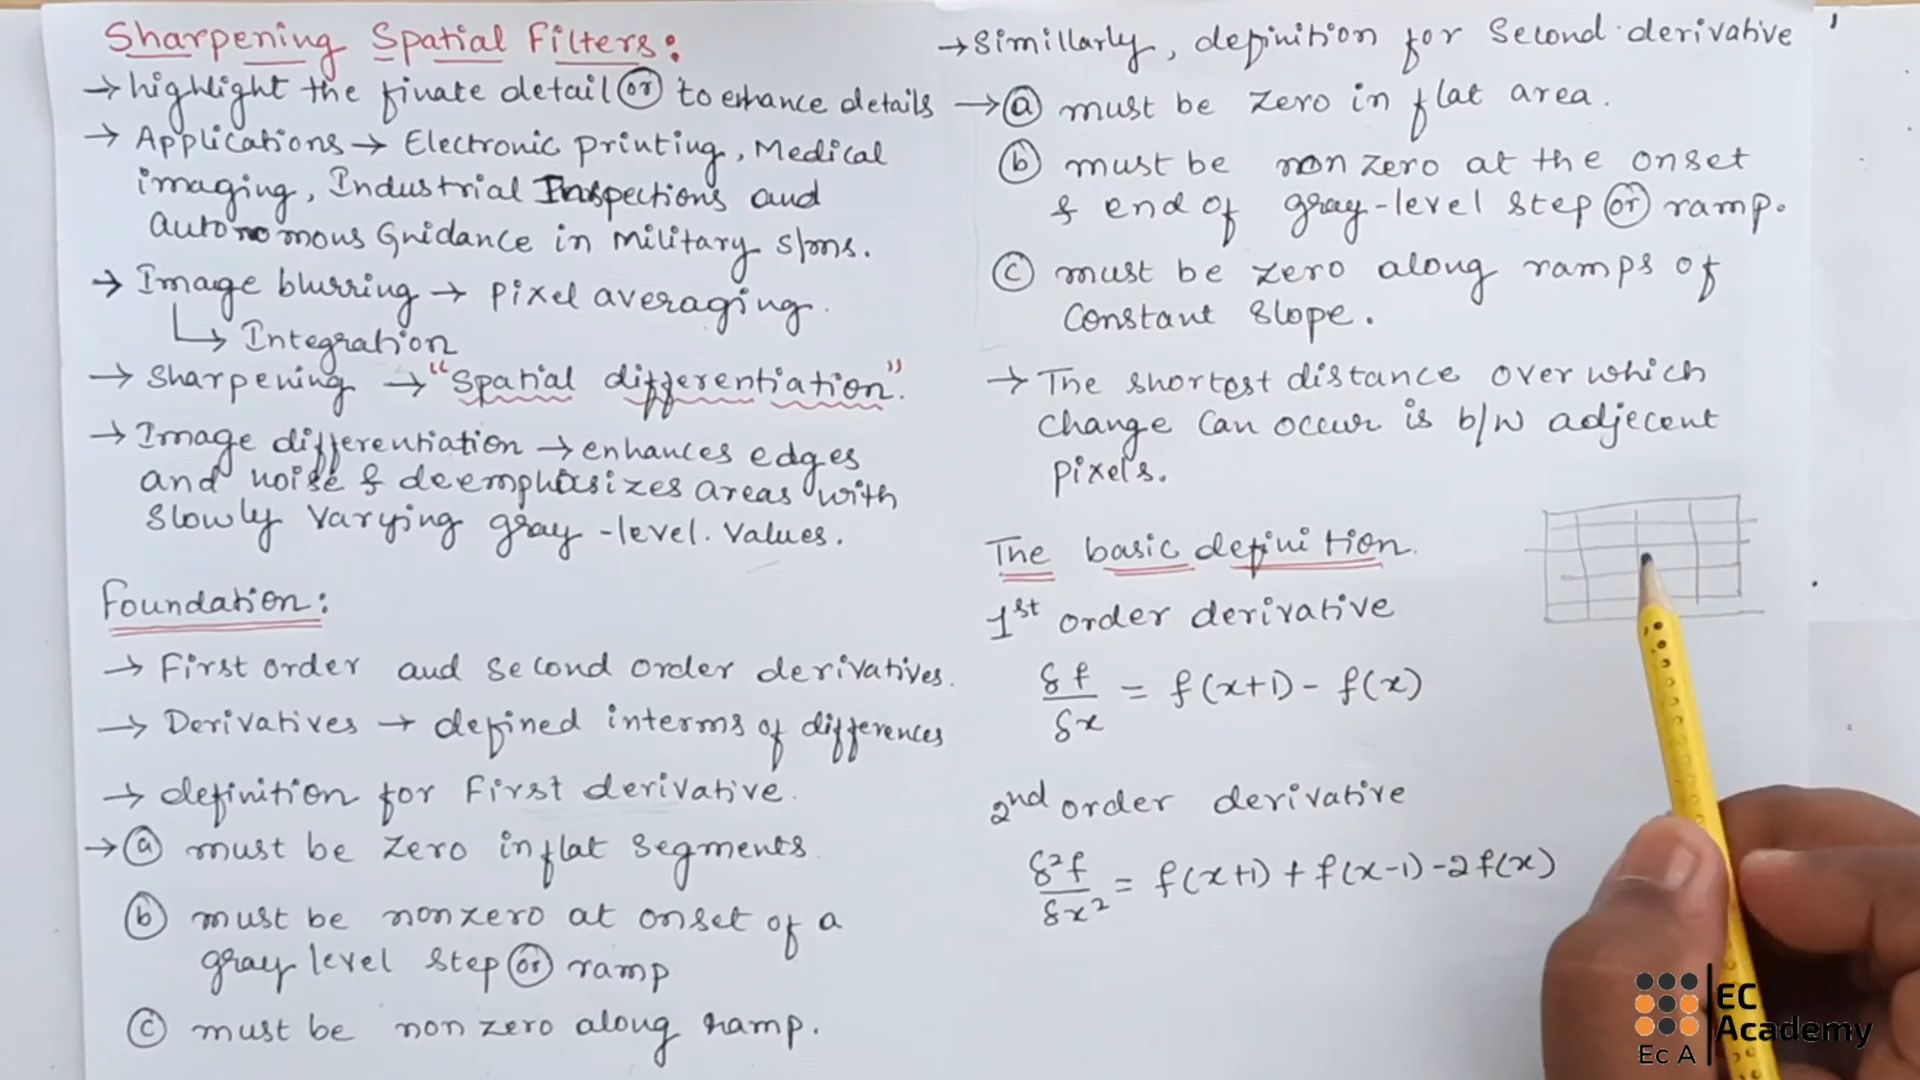 Sharpening Spatial Filters:
→ highlight the finate detail (or) to enhance details
→ Applications → Electronic printing, Medical
imaging, Industrial Inspections and
Autonomous Guidance in military s/ms.
→ Image blurring → pixel averaging.
↳ Integration
→ Sharpening → "Spatial differentiation".
→ Image differentiation → enhances edges
and noise & deemphasizes areas with
slowly varying gray-level. values.
Foundation:
→ First order and second order derivatives.
→ Derivatives → defined interms of differences
→ definition for First derivative.
→ (a) must be zero in flat segments.
(b) must be nonzero at onset of a
gray level step (or) ramp
(c) must be non zero along ramp.
→ Simillarly, definition for Second derivative
→ (a) must be zero in flat area.
(b) must be non zero at the onset
& end of gray-level step (or) ramp.
(c) must be zero along ramps of
Constant slope.
→ The shortest distance over which
change can occur is b/w adjecent
pixels.
The basic definition.
1st order derivative
δf/δx = f(x+1) - f(x)
2nd order derivative
δ²f/δx² = f(x+1) + f(x-1) - 2f(x)
EC
Academy
Ec A